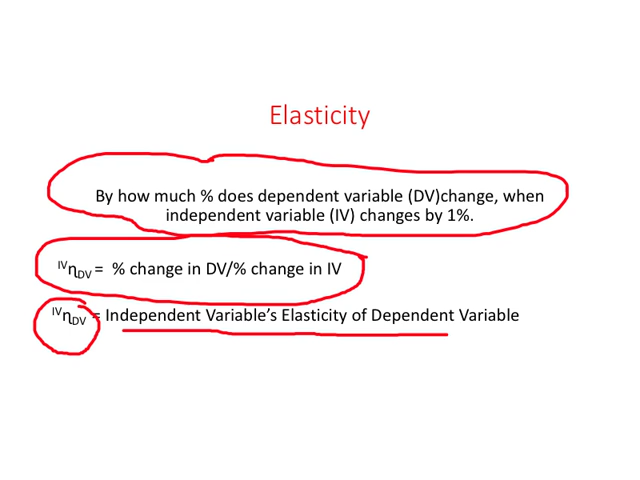 Elasticity
By how much % does dependent variable (DV)change, when
independent variable (IV) changes by 1%.
ᴵⱽηDV = % change in DV/% change in IV
ᴵⱽηDV = Independent Variable’s Elasticity of Dependent Variable